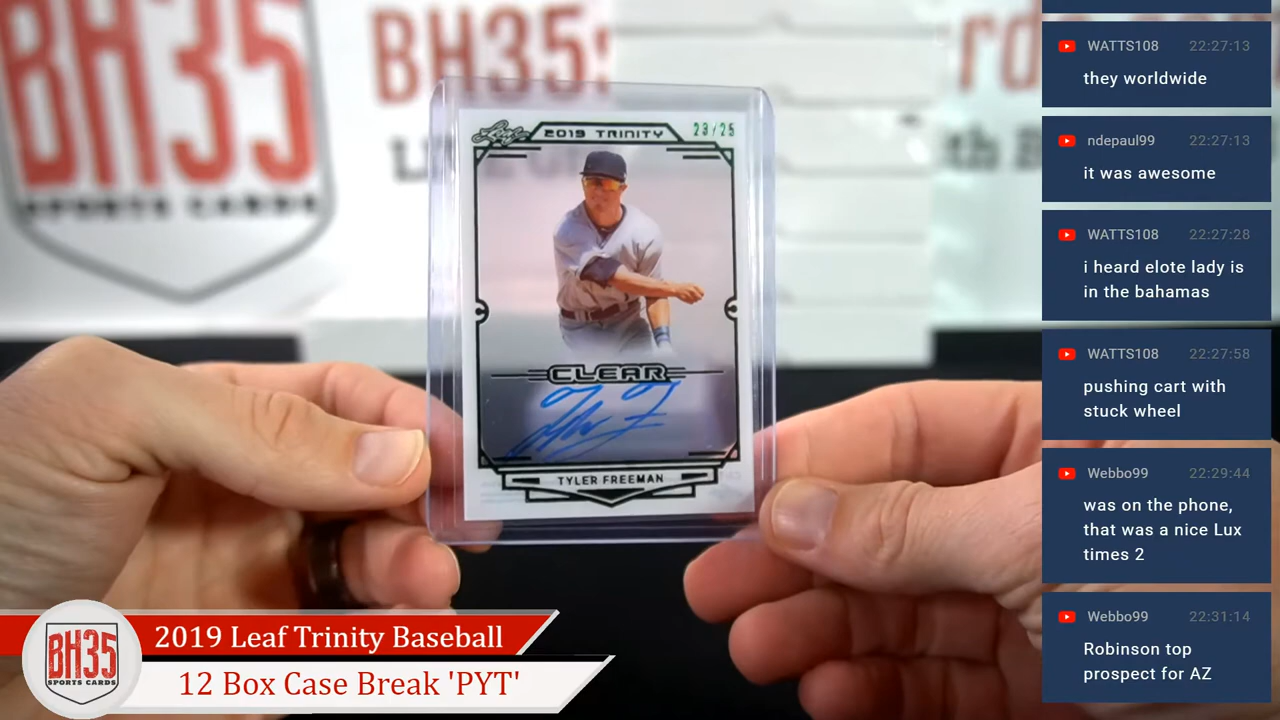 BH35
SPORTS CARDS
BH35
Leaf
2019 TRINITY
23/25
CLEAR
TYLER FREEMAN
WATTS108 22:27:13
they worldwide
ndepaul99 22:27:13
it was awesome
WATTS108 22:27:28
i heard elote lady is
in the bahamas
WATTS108 22:27:58
pushing cart with
stuck wheel
Webbo99 22:29:44
was on the phone,
that was a nice Lux
times 2
Webbo99 22:31:14
Robinson top
prospect for AZ
BH35
SPORTS CARDS
2019 Leaf Trinity Baseball
12 Box Case Break 'PYT'